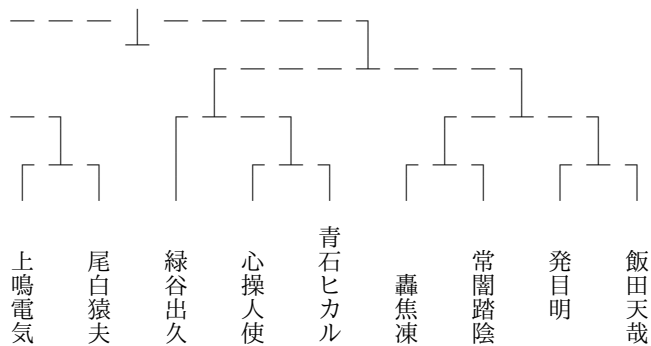 上鳴電気
尾白猿夫
緑谷出久
心操人使
青石ヒカル
轟焦凍
常闇踏陰
発目明
飯田天哉